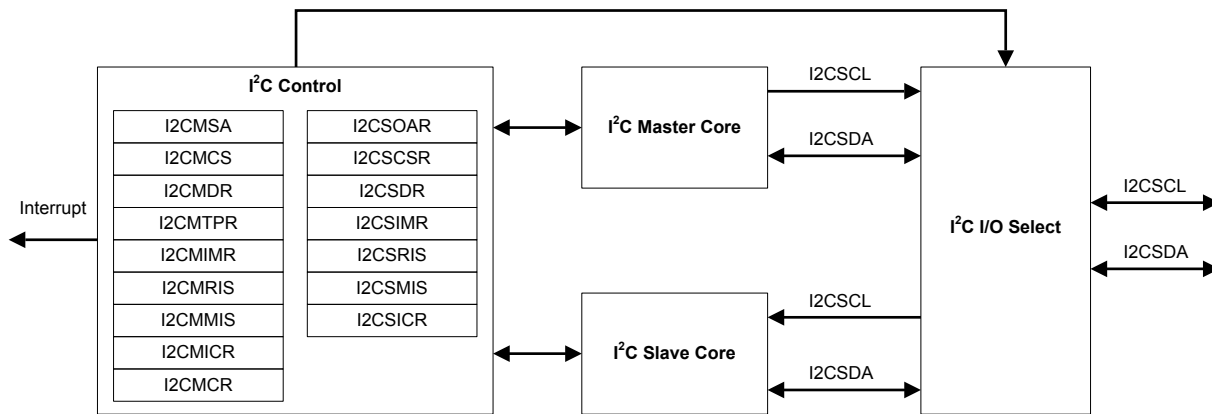 I²C Control
I2CMSA
I2CMCS
I2CMDR
I2CMTPR
I2CMIMR
I2CMRIS
I2CMMIS
I2CMICR
I2CMCR
I2CSOAR
I2CSCSR
I2CSDR
I2CSIMR
I2CSRIS
I2CSMIS
I2CSICR
Interrupt
I²C Master Core
I2CSCL
I2CSDA
I²C Slave Core
I2CSCL
I2CSDA
I²C I/O Select
I2CSCL
I2CSDA